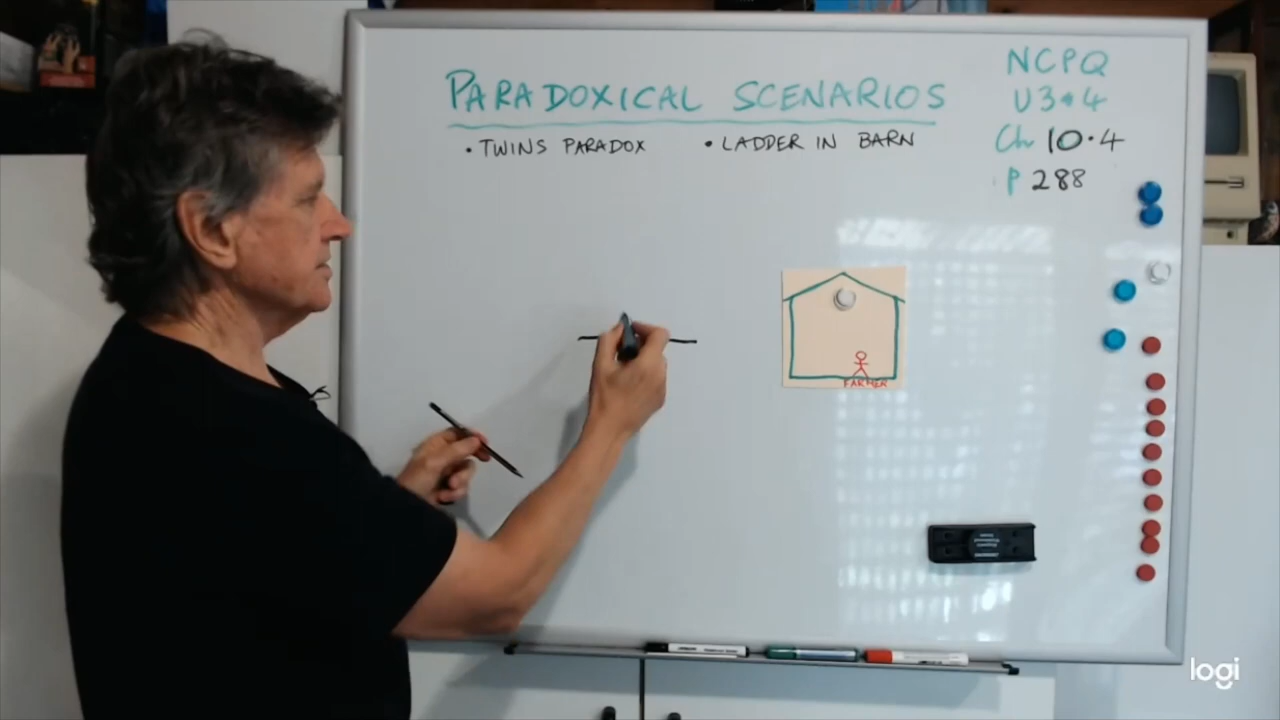 PARADOXICAL SCENARIOS
• TWINS PARADOX • LADDER IN BARN
NCPQ
U3&4
Ch 10.4
P 288
FARMER
logi